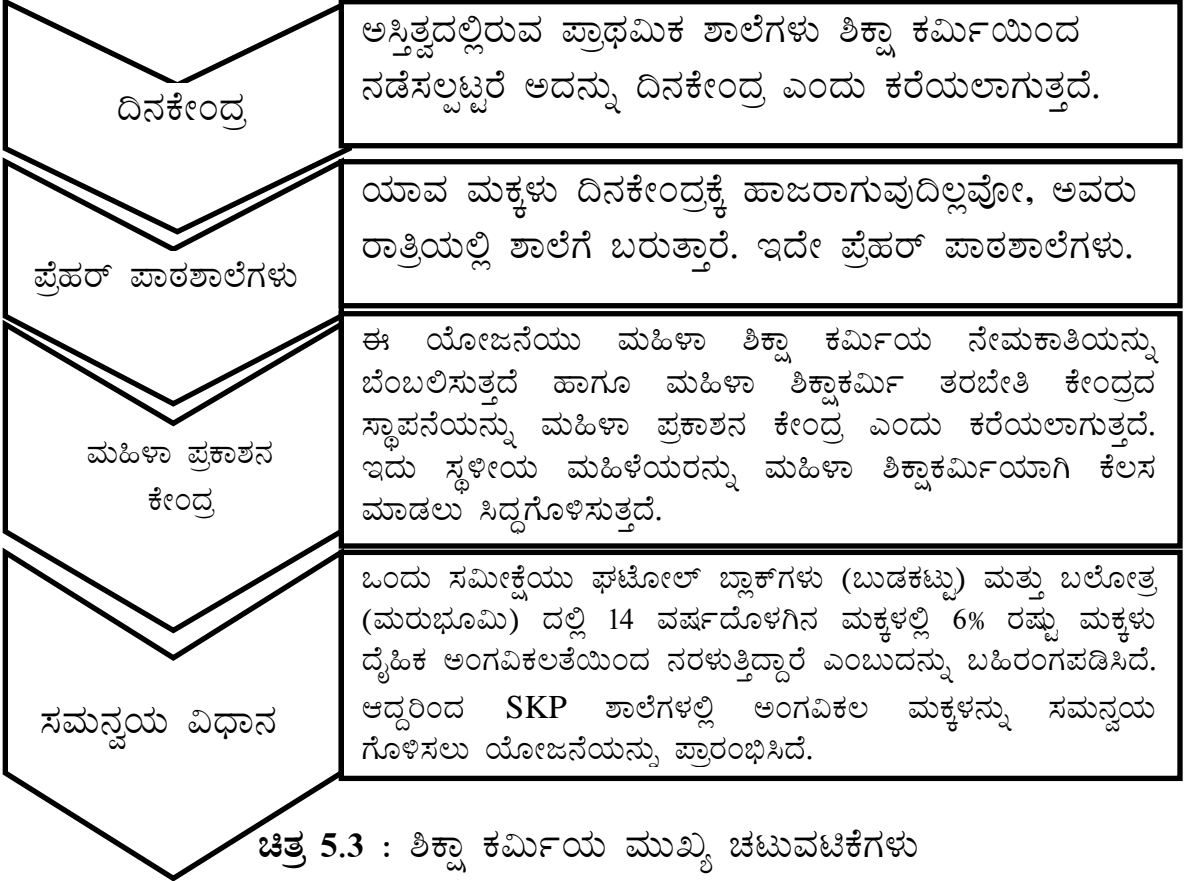 ದಿನಕೇಂದ್ರ
ಅಸ್ತಿತ್ವದಲ್ಲಿರುವ ಪ್ರಾಥಮಿಕ ಶಾಲೆಗಳು ಶಿಕ್ಷಾ ಕರ್ಮಿಯಿಂದ
ನಡೆಸಲ್ಪಟ್ಟರೆ ಅದನ್ನು ದಿನಕೇಂದ್ರ ಎಂದು ಕರೆಯಲಾಗುತ್ತದೆ.
ಪ್ರೆಹರ್ ಪಾಠಶಾಲೆಗಳು
ಯಾವ ಮಕ್ಕಳು ದಿನಕೇಂದ್ರಕ್ಕೆ ಹಾಜರಾಗುವುದಿಲ್ಲವೋ, ಅವರು
ರಾತ್ರಿಯಲ್ಲಿ ಶಾಲೆಗೆ ಬರುತ್ತಾರೆ. ಇದೇ ಪ್ರೆಹರ್ ಪಾಠಶಾಲೆಗಳು.
ಮಹಿಳಾ ಪ್ರಕಾಶನ
ಕೇಂದ್ರ
ಈ ಯೋಜನೆಯು ಮಹಿಳಾ ಶಿಕ್ಷಾ ಕರ್ಮಿಯ ನೇಮಕಾತಿಯನ್ನು
ಬೆಂಬಲಿಸುತ್ತದೆ ಹಾಗೂ ಮಹಿಳಾ ಶಿಕ್ಷಾಕರ್ಮಿ ತರಬೇತಿ ಕೇಂದ್ರದ
ಸ್ಥಾಪನೆಯನ್ನು ಮಹಿಳಾ ಪ್ರಕಾಶನ ಕೇಂದ್ರ ಎಂದು ಕರೆಯಲಾಗುತ್ತದೆ.
ಇದು ಸ್ಥಳೀಯ ಮಹಿಳೆಯರನ್ನು ಮಹಿಳಾ ಶಿಕ್ಷಾಕರ್ಮಿಯಾಗಿ ಕೆಲಸ
ಮಾಡಲು ಸಿದ್ಧಗೊಳಿಸುತ್ತದೆ.
ಸಮನ್ವಯ ವಿಧಾನ
ಒಂದು ಸಮೀಕ್ಷೆಯು ಘಟೋಲ್ ಬ್ಲಾಕ್‌ಗಳು (ಬುಡಕಟ್ಟು) ಮತ್ತು ಬಲೋತ್ರ
(ಮರುಭೂಮಿ) ದಲ್ಲಿ 14 ವರ್ಷದೊಳಗಿನ ಮಕ್ಕಳಲ್ಲಿ 6% ರಷ್ಟು ಮಕ್ಕಳು
ದೈಹಿಕ ಅಂಗವಿಕಲತೆಯಿಂದ ನರಳುತ್ತಿದ್ದಾರೆ ಎಂಬುದನ್ನು ಬಹಿರಂಗಪಡಿಸಿದೆ.
ಆದ್ದರಿಂದ SKP ಶಾಲೆಗಳಲ್ಲಿ ಅಂಗವಿಕಲ ಮಕ್ಕಳನ್ನು ಸಮನ್ವಯ
ಗೊಳಿಸಲು ಯೋಜನೆಯನ್ನು ಪ್ರಾರಂಭಿಸಿದೆ.
ಚಿತ್ರ 5.3 : ಶಿಕ್ಷಾ ಕರ್ಮಿಯ ಮುಖ್ಯ ಚಟುವಟಿಕೆಗಳು